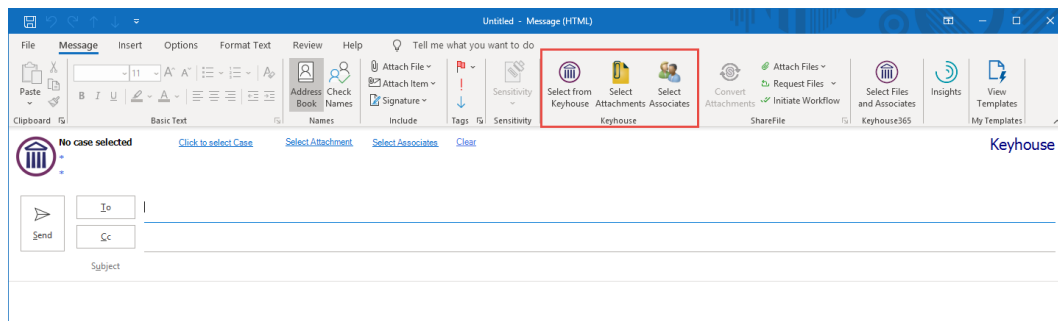 Untitled - Message (HTML)
File Message Insert Options Format Text Review Help Tell me what you want to do
Paste
11
A A
B I U
A
Address Book
Check Names
Attach File
Attach Item
Signature
Sensitivity
Select from Keyhouse
Select Attachments
Select Associates
Convert Attachments
Attach Files
Request Files
Initiate Workflow
Select Files and Associates
Insights
View Templates
Clipboard Basic Text Names Include Tags Sensitivity Keyhouse ShareFile Keyhouse365 My Templates
No case selected Click to select Case Select Attachment Select Associates Clear Keyhouse
*
*
Send
To
Cc
Subject